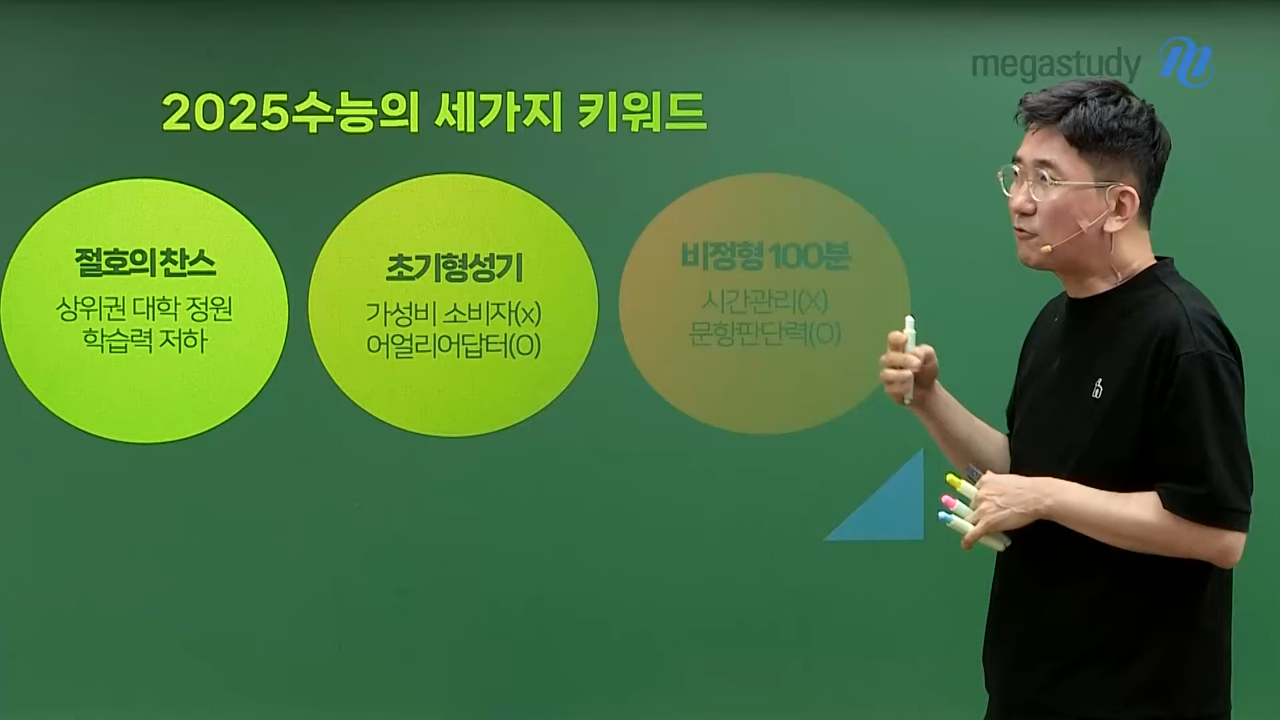 megastudy
2025수능의 세가지 키워드
절호의 찬스
상위권 대학 정원
학습력 저하
초기형성기
가성비 소비자(x)
어얼리어답터(O)
비정형 100분
시간관리(X)
문항판단력(O)